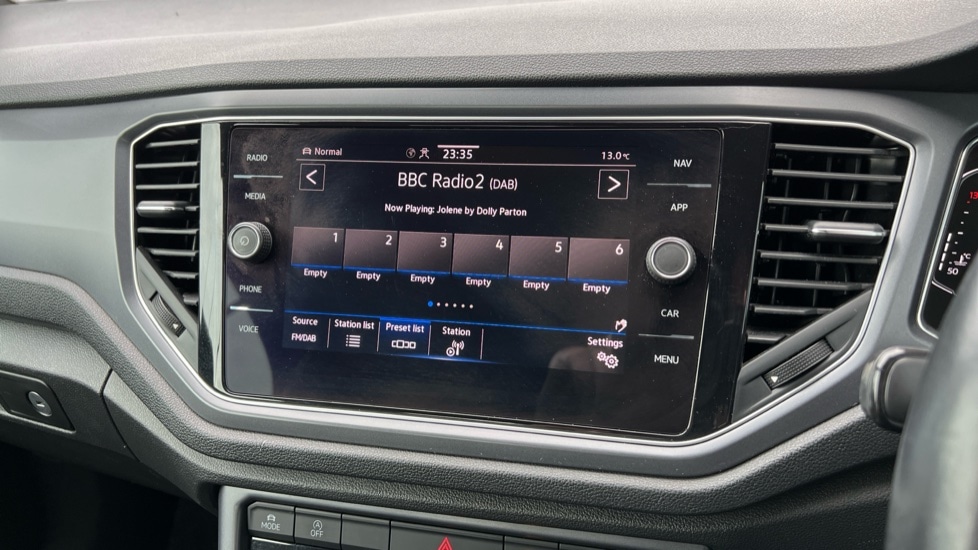 RADIO
MEDIA
PHONE
VOICE
Normal
23:35
13.0°C
<
BBC Radio2 (DAB)
>
Now Playing: Jolene by Dolly Parton
1 2 3 4 5 6
Empty Empty Empty Empty Empty Empty
Source Station list Preset list Station Settings
FM/DAB
NAV
APP
CAR
MENU
MODE
OFF
50
°C